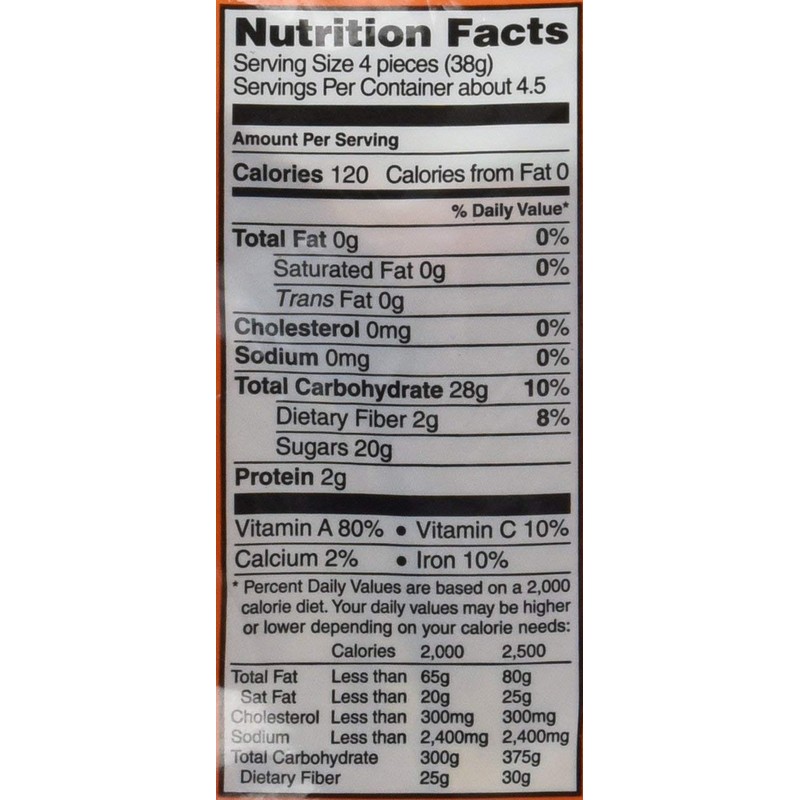 Nutrition Facts
Serving Size 4 pieces (38g)
Servings Per Container about 4.5
Amount Per Serving
Calories 120 Calories from Fat 0
% Daily Value*
Total Fat 0g 0%
Saturated Fat 0g 0%
Trans Fat 0g
Cholesterol 0mg 0%
Sodium 0mg 0%
Total Carbohydrate 28g 10%
Dietary Fiber 2g 8%
Sugars 20g
Protein 2g
Vitamin A 80% • Vitamin C 10%
Calcium 2% • Iron 10%
* Percent Daily Values are based on a 2,000
calorie diet. Your daily values may be higher
or lower depending on your calorie needs:
Calories 2,000 2,500
Total Fat Less than 65g 80g
Sat Fat Less than 20g 25g
Cholesterol Less than 300mg 300mg
Sodium Less than 2,400mg 2,400mg
Total Carbohydrate 300g 375g
Dietary Fiber 25g 30g